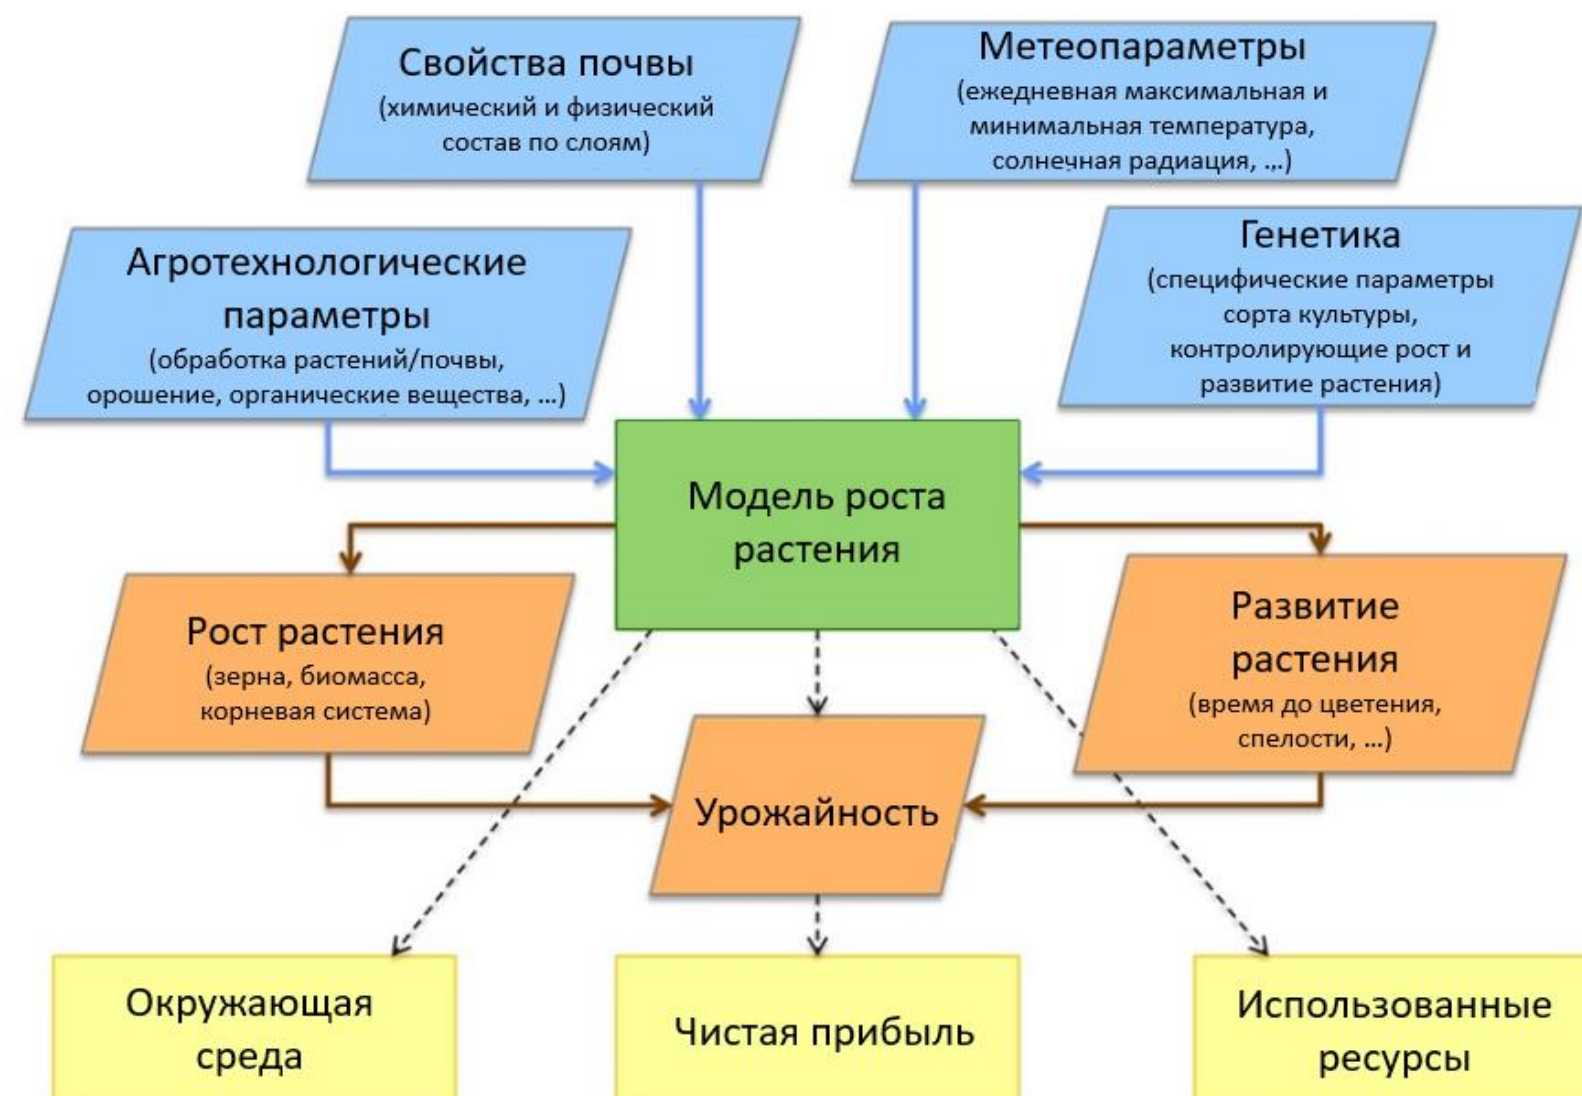 Свойства почвы
(химический и физический
состав по слоям)
Метеопараметры
(ежедневная максимальная и
минимальная температура,
солнечная радиация, ...)
Агротехнологические
параметры
(обработка растений/почвы,
орошение, органические вещества, ...)
Генетика
(специфические параметры
сорта культуры,
контролирующие рост и
развитие растения)
Модель роста
растения
Рост растения
(зерна, биомасса,
корневая система)
Развитие
растения
(время до цветения,
спелости, ...)
Урожайность
Окружающая
среда
Чистая прибыль
Использованные
ресурсы